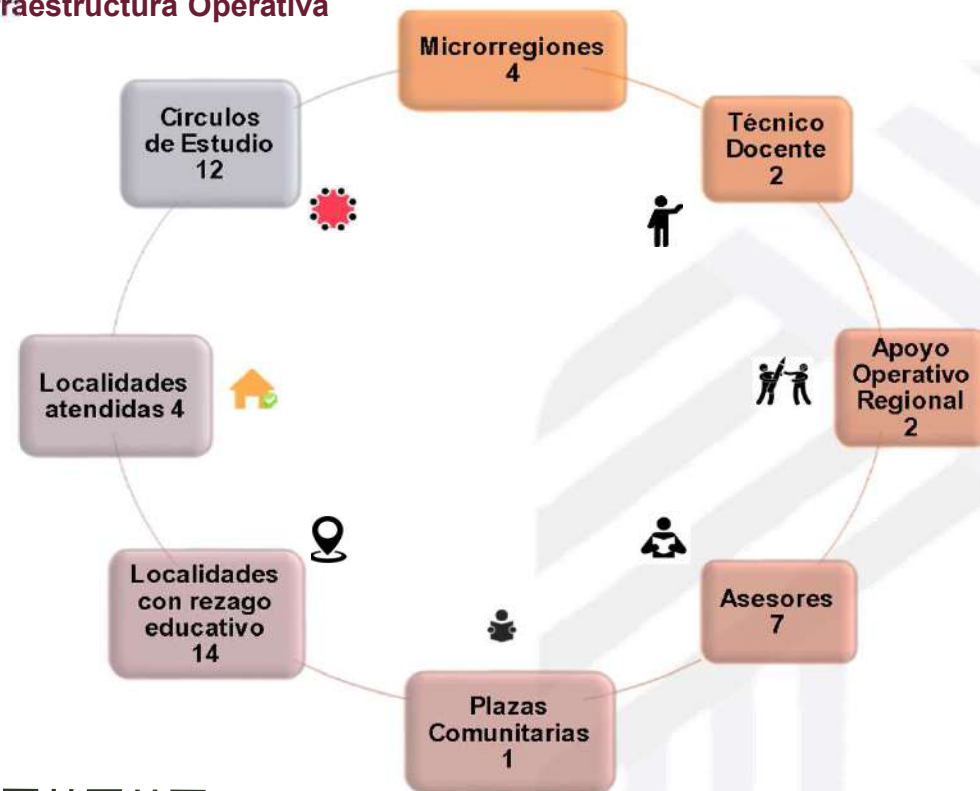 raestructura Operativa
Microrregiones
4
Técnico
Docente
2
Apoyo
Operativo
Regional
2
Asesores
7
Plazas
Comunitarias
1
Localidades
con rezago
educativo
14
Localidades
atendidas 4
Círculos
de Estudio
12